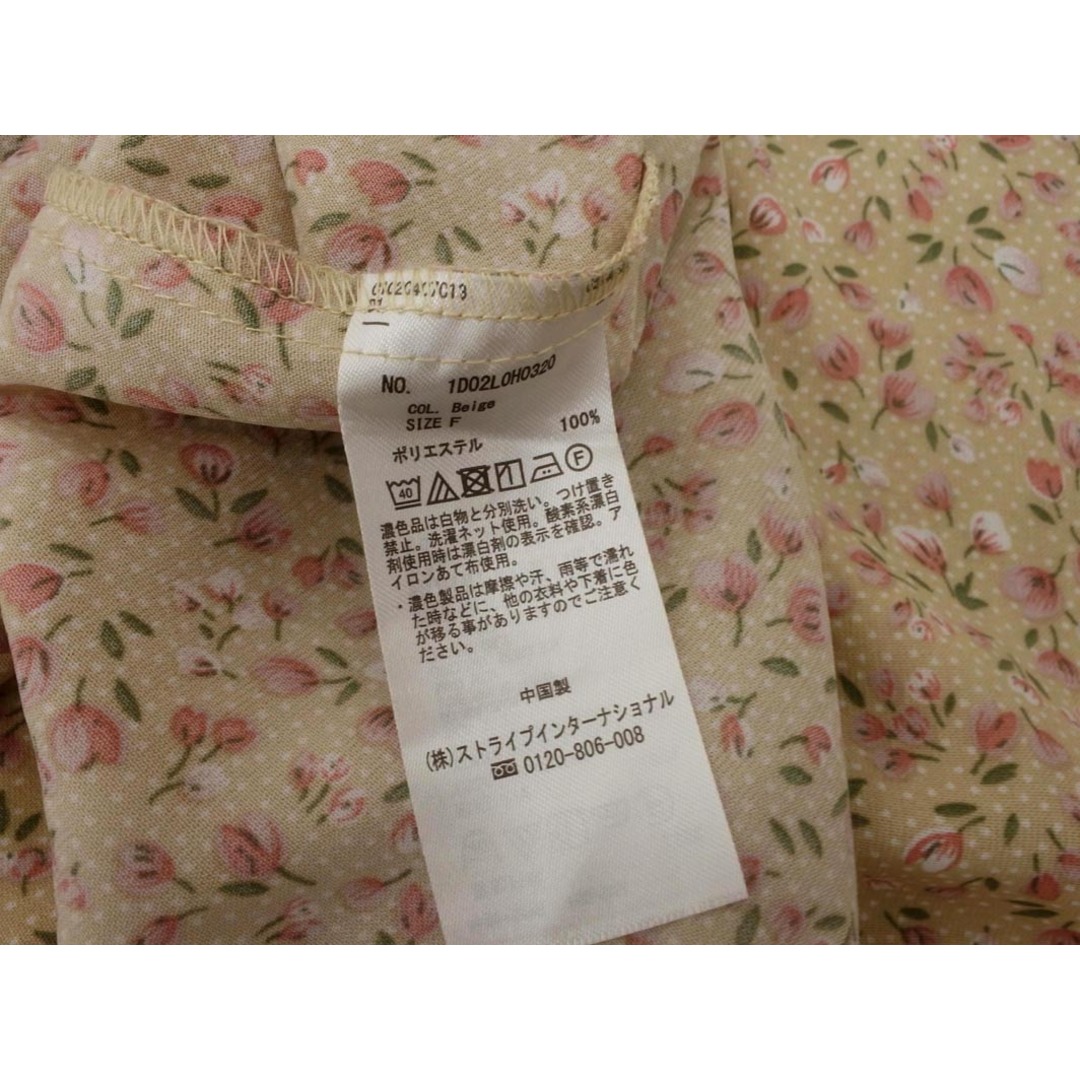 NO. 1D02L0H0320
COL. Beige
SIZE F
ポリエステル 100%
40 F
濃色品は白物と分別洗い。つけ置き
禁止。洗濯ネット使用。酸素系漂白
剤使用時は漂白剤の表示を確認。ア
イロンあて布使用。
・濃色製品は摩擦や汗、雨等で濡れ
た時などに、他の衣料や下着に色
が移る事がありますのでご注意く
ださい。
中国製
(株)ストライプインターナショナル
0120-806-008